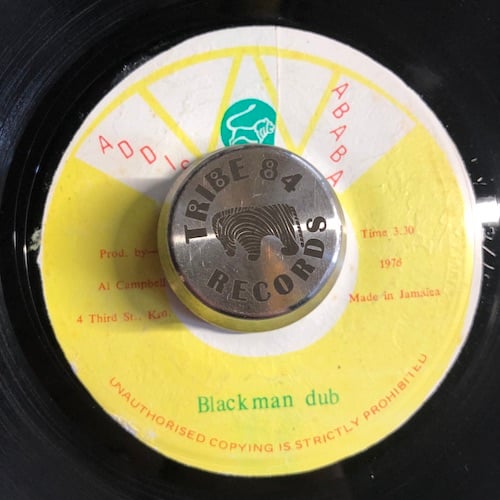 ADDIS ABABA
TRIBE 84
RECORDS
Prod. by—
Al Campbell
4 Third St., Kgn.
Time 3.30
1976
Made in Jamaica
Blackman dub
UNAUTHORISED COPYING IS STRICTLY PROHIBITED